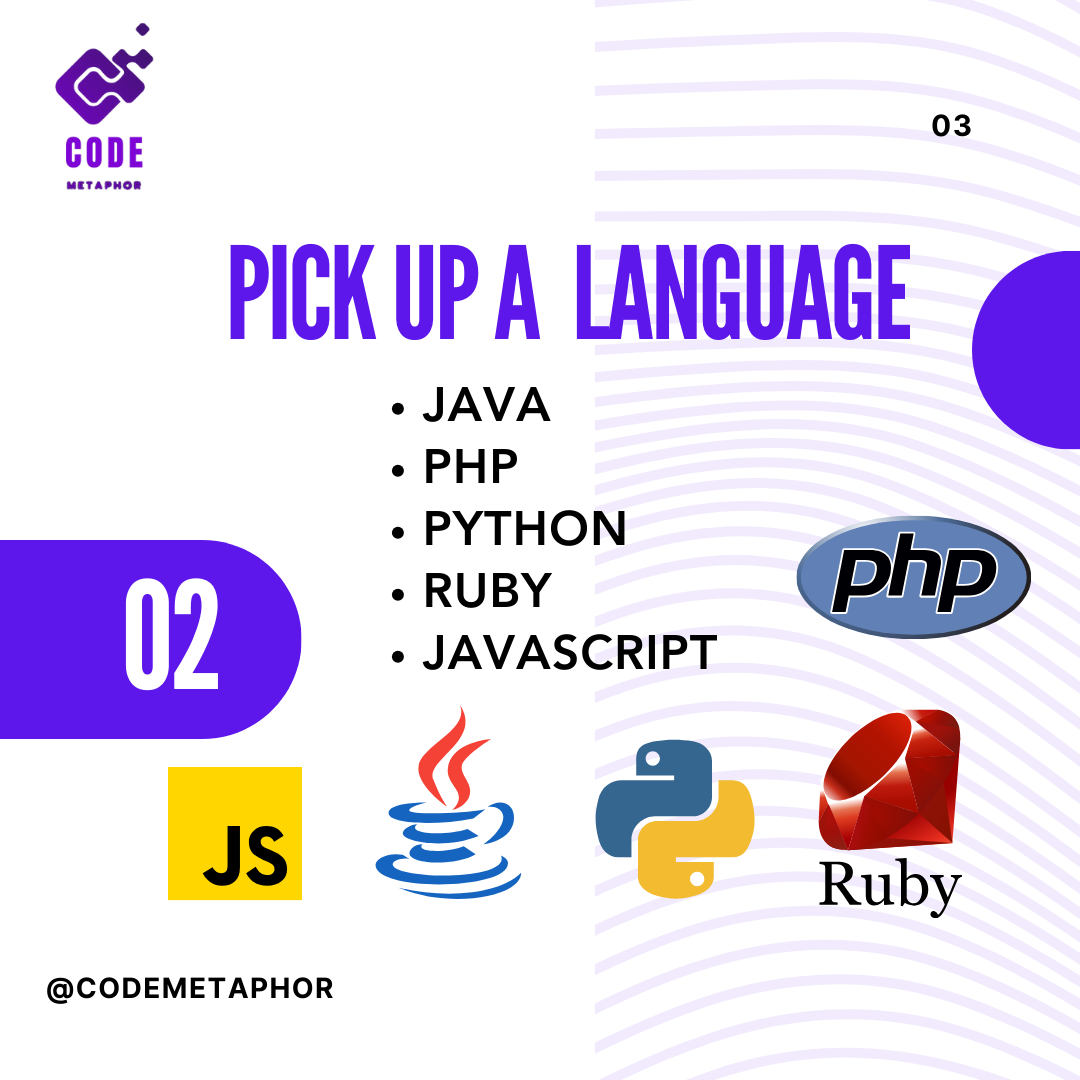 CODE
METAPHOR
03
PICK UP A LANGUAGE
• JAVA
• PHP
• PYTHON
• RUBY
• JAVASCRIPT
php
02
JS
Ruby
@CODEMETAPHOR